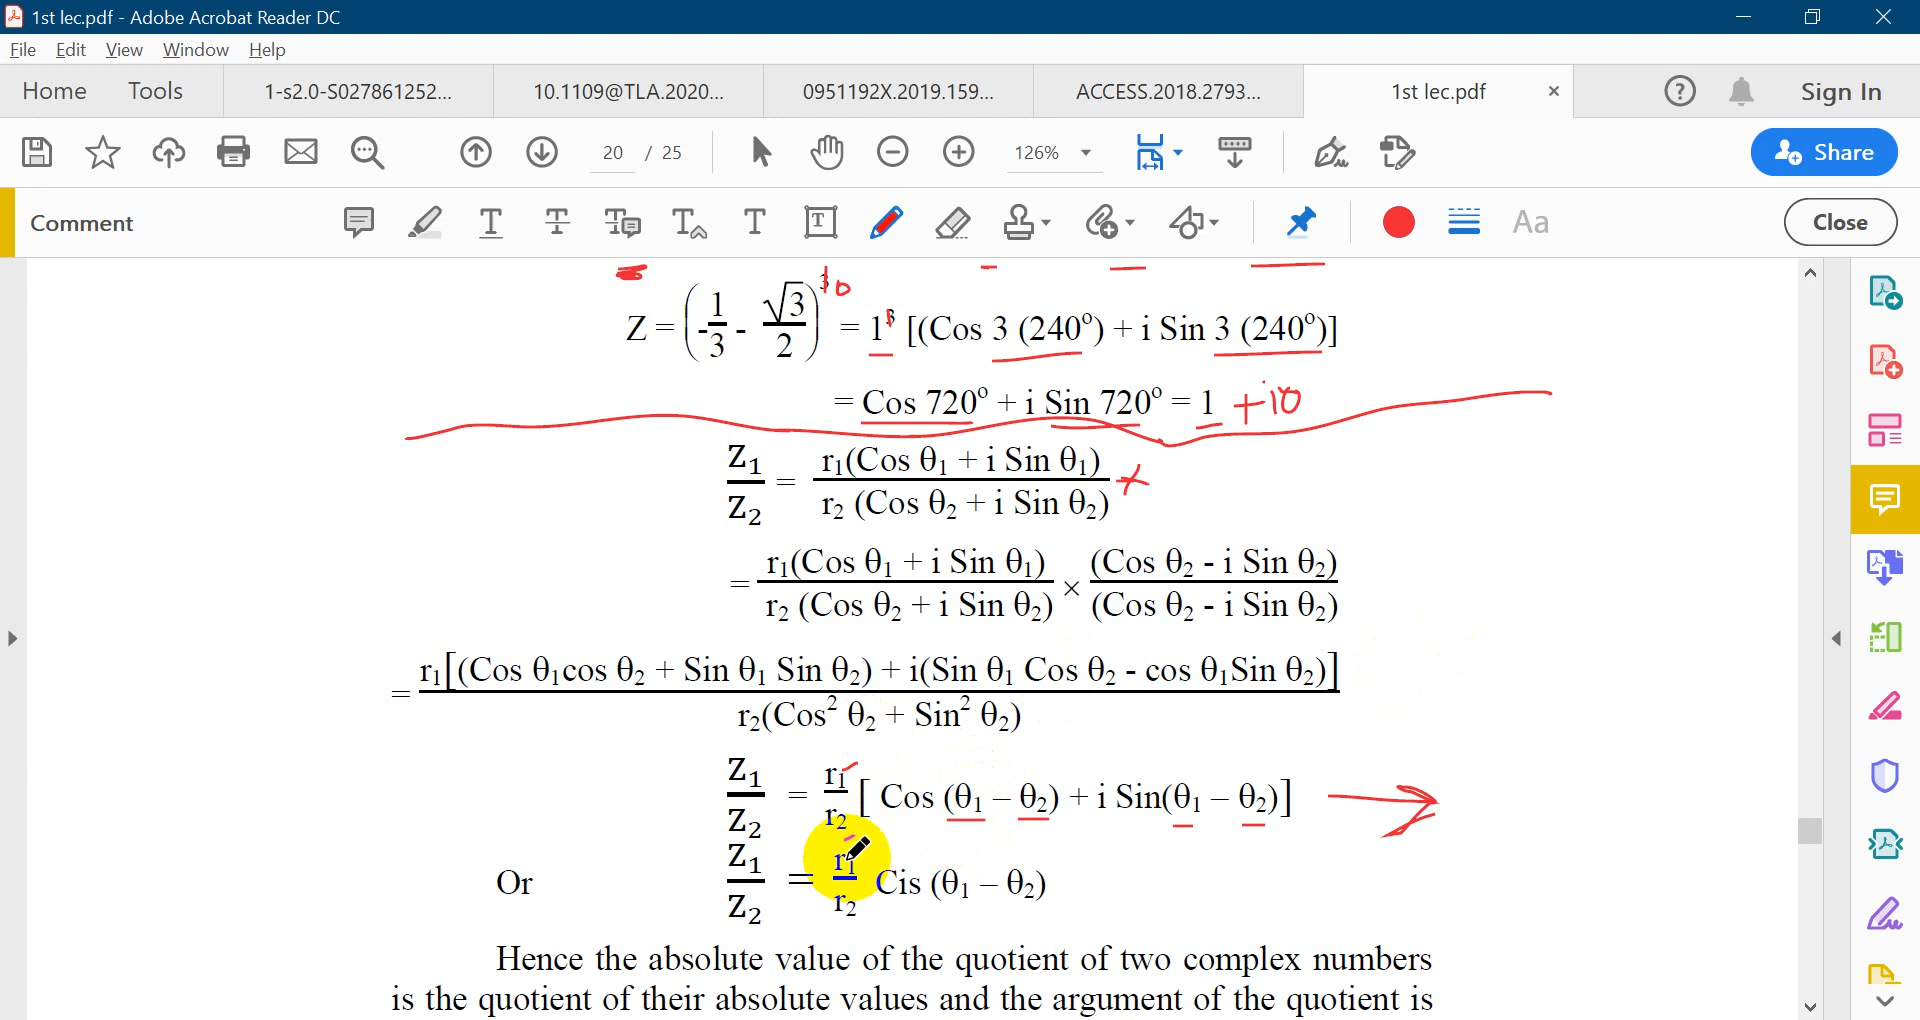 1st lec.pdf - Adobe Acrobat Reader DC
File Edit View Window Help
Home Tools 1-s2.0-S027861252... 10.1109@TLA.2020... 0951192X.2019.159... ACCESS.2018.2793... 1st lec.pdf × Sign In
20 / 25 126% Share
Comment Aa Close
Z = (-1/3 - √3/2)³ 10 = 1³ [(Cos 3 (240°) + i Sin 3 (240°)]
= Cos 720° + i Sin 720° = 1 + i0
Z₁/Z₂ = r₁(Cos θ₁ + i Sin θ₁) / r₂ (Cos θ₂ + i Sin θ₂) ×
= r₁(Cos θ₁ + i Sin θ₁) / r₂ (Cos θ₂ + i Sin θ₂) × (Cos θ₂ - i Sin θ₂) / (Cos θ₂ - i Sin θ₂)
= r₁[(Cos θ₁cos θ₂ + Sin θ₁ Sin θ₂) + i(Sin θ₁ Cos θ₂ - cos θ₁Sin θ₂)] / r₂(Cos² θ₂ + Sin² θ₂)
Z₁/Z₂ = r₁/r₂ [ Cos (θ₁ – θ₂) + i Sin(θ₁ – θ₂)]
Or Z₁/Z₂ = r₁/r₂ Cis (θ₁ – θ₂)
Hence the absolute value of the quotient of two complex numbers
is the quotient of their absolute values and the argument of the quotient is